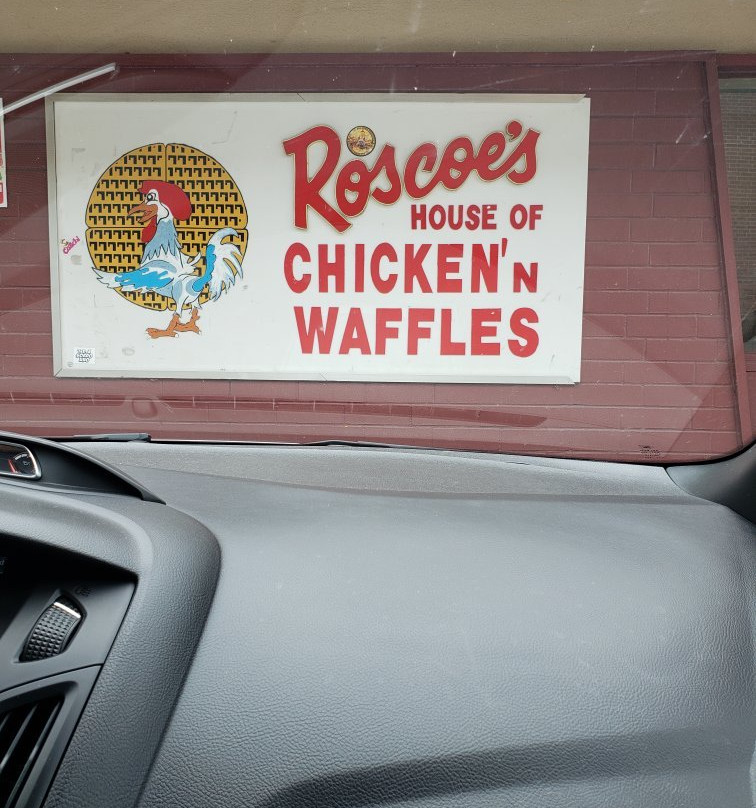 Roscoe's
HOUSE OF
CHICKEN'N
WAFFLES